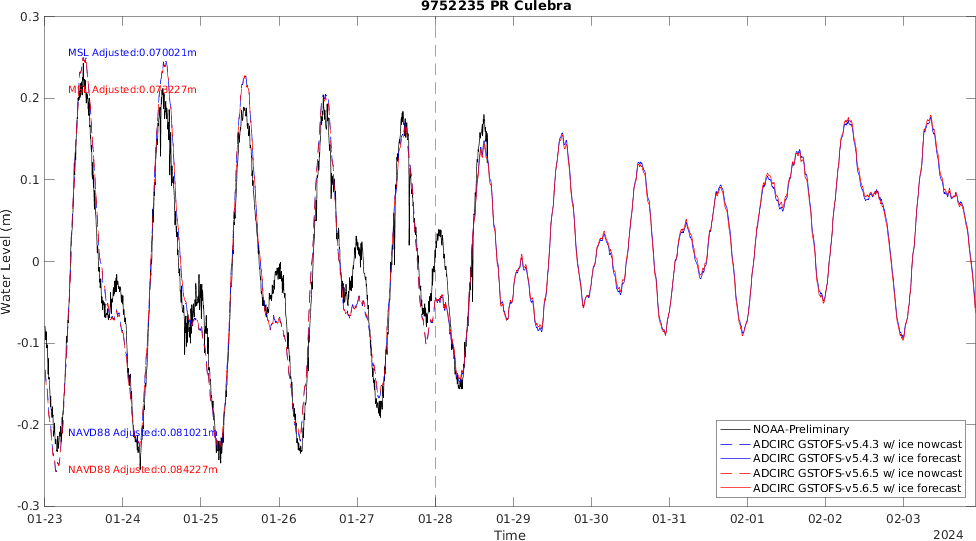 9752235 PR Culebra
Water Level (m)
0.3
0.2
0.1
0
-0.1
-0.2
-0.3
MSL Adjusted:0.070021m
MSL Adjusted:0.073227m
NAVD88 Adjusted:0.081021m
NAVD88 Adjusted:0.084227m
NOAA-Preliminary
ADCIRC GSTOFS-v5.4.3 w/ ice nowcast
ADCIRC GSTOFS-v5.4.3 w/ ice forecast
ADCIRC GSTOFS-v5.6.5 w/ ice nowcast
ADCIRC GSTOFS-v5.6.5 w/ ice forecast
01-23 01-24 01-25 01-26 01-27 01-28 01-29 01-30 01-31 02-01 02-02 02-03
Time
2024